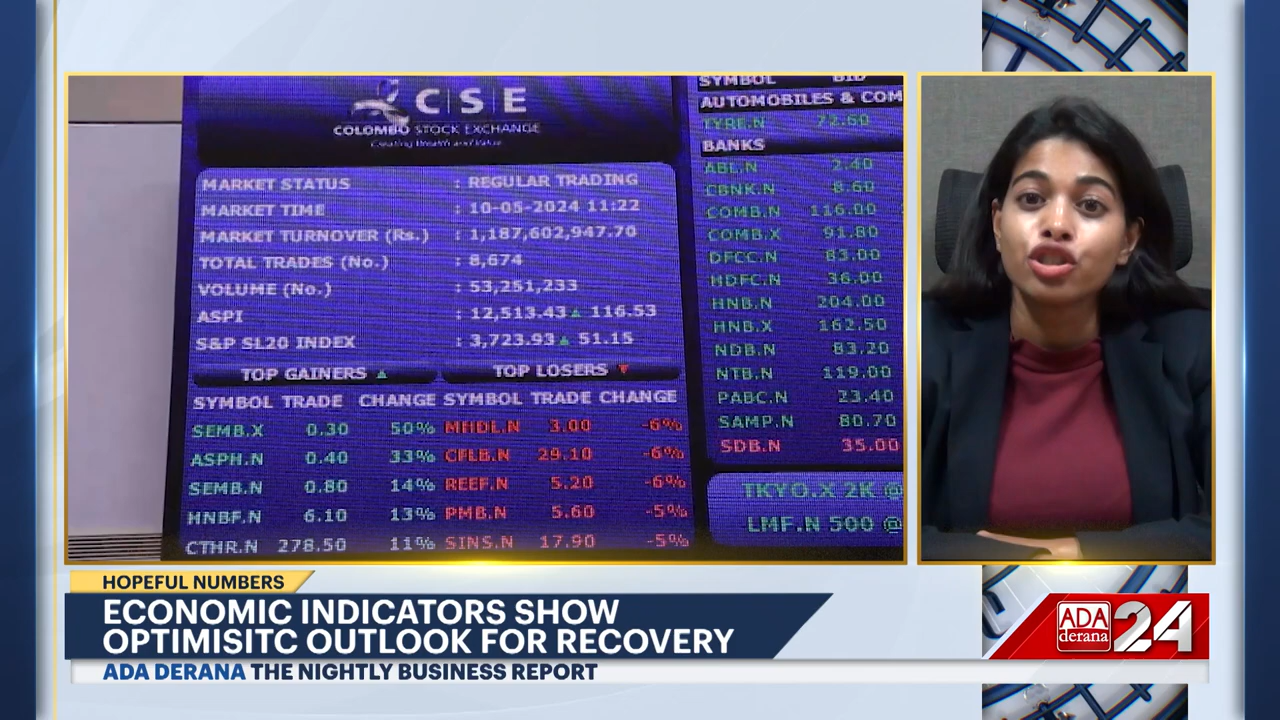 C S E
COLOMBO STOCK EXCHANGE
Creating Wealth and Value
MARKET STATUS : REGULAR TRADING
MARKET TIME : 10-05-2024 11:22
MARKET TURNOVER (Rs.) : 1,187,602,947.70
TOTAL TRADES (No.) : 8,674
VOLUME (No.) : 53,251,233
ASPI : 12,513.43 ▲ 116.53
S&P SL20 INDEX : 3,723.93 ▲ 51.15
TOP GAINERS ▲ TOP LOSERS ▼
SYMBOL TRADE CHANGE SYMBOL TRADE CHANGE
SEMB.X 0.30 50% MHDL.N 3.00 -6%
ASPH.N 0.40 33% CFLB.N 29.10 -6%
SEMB.N 0.80 14% REEF.N 5.20 -6%
HNBF.N 6.10 13% PMB.N 5.60 -5%
CTHR.N 278.50 11% SINS.N 17.90 -5%
SYMBOL BID
AUTOMOBILES & COM
TYRE.N 72.60
BANKS
ABL.N 2.40
CBNK.N 8.60
COMB.N 116.00
COMB.X 91.80
DFCC.N 83.00
HDFC.N 36.00
HNB.N 204.00
HNB.X 162.50
NDB.N 83.20
NTB.N 119.00
PABC.N 23.40
SAMP.N 80.70
SDB.N 35.00
TKYO.X 2K @
LMF.N 500 @
HOPEFUL NUMBERS
ECONOMIC INDICATORS SHOW
OPTIMISITC OUTLOOK FOR RECOVERY
ADA DERANA THE NIGHTLY BUSINESS REPORT
ADA
derana
24